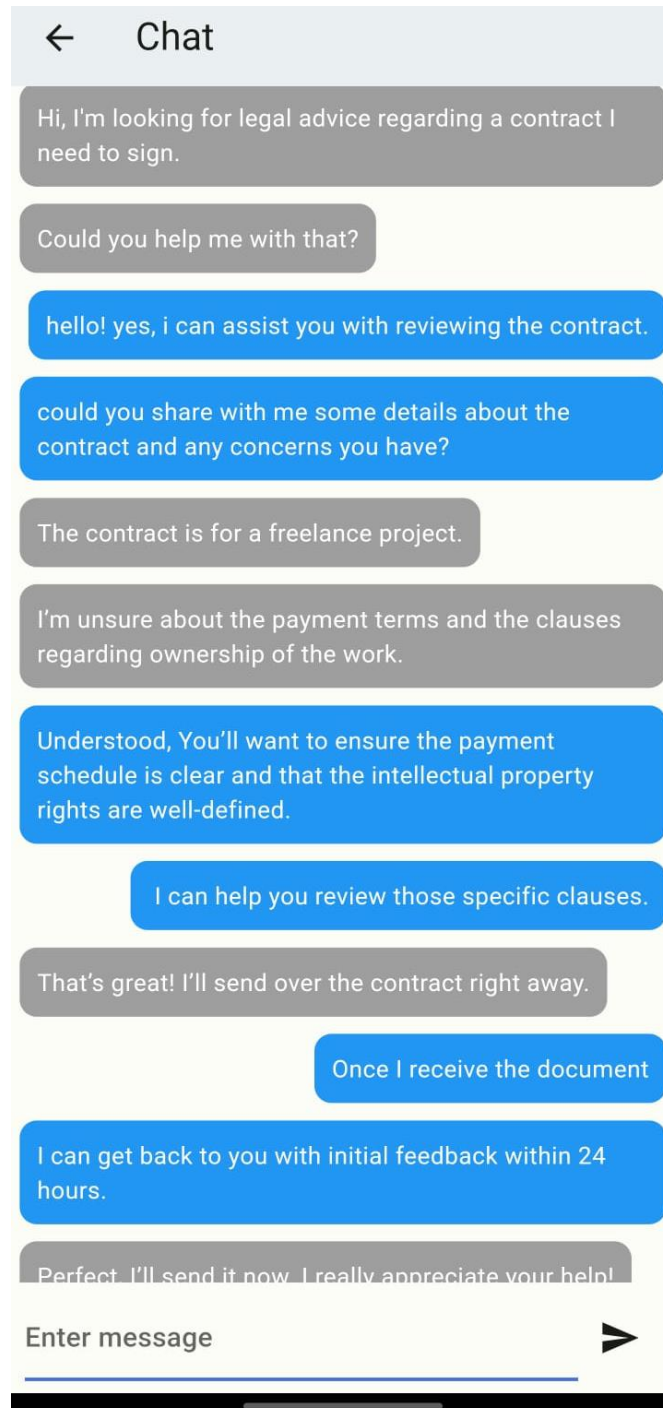 Chat
Hi, I'm looking for legal advice regarding a contract I
need to sign.
Could you help me with that?
hello! yes, i can assist you with reviewing the contract.
could you share with me some details about the
contract and any concerns you have?
The contract is for a freelance project.
I’m unsure about the payment terms and the clauses
regarding ownership of the work.
Understood, You’ll want to ensure the payment
schedule is clear and that the intellectual property
rights are well-defined.
I can help you review those specific clauses.
That’s great! I’ll send over the contract right away.
Once I receive the document
I can get back to you with initial feedback within 24
hours.
Perfect. I’ll send it now. I really appreciate your help!
Enter message